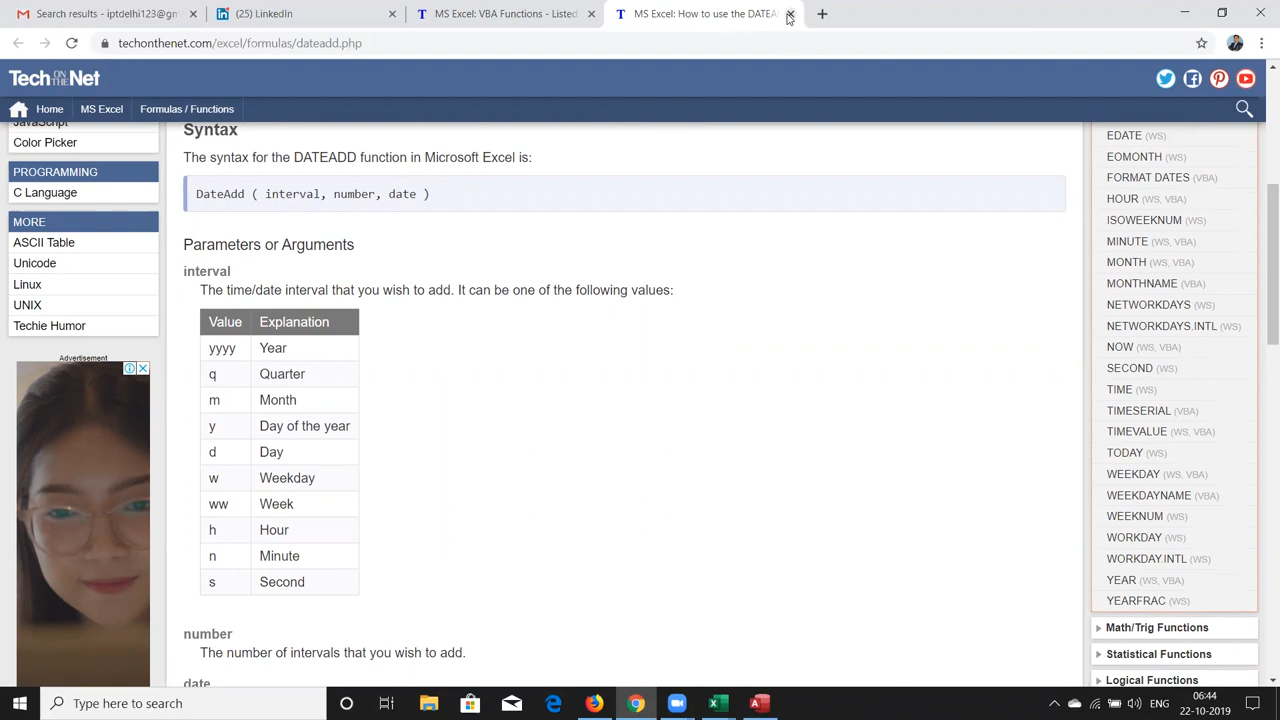 Search results - iptdelhi123@gm
(25) LinkedIn
MS Excel: VBA Functions - Listed
MS Excel: How to use the DATEA
techonthenet.com/excel/formulas/dateadd.php
Tech ON THE Net
Home
MS Excel
Formulas / Functions
JavaScript
Color Picker
PROGRAMMING
C Language
MORE
ASCII Table
Unicode
Linux
UNIX
Techie Humor
Advertisement
Syntax
The syntax for the DATEADD function in Microsoft Excel is:
DateAdd ( interval, number, date )
Parameters or Arguments
interval
The time/date interval that you wish to add. It can be one of the following values:
Value Explanation
yyyy Year
q Quarter
m Month
y Day of the year
d Day
w Weekday
ww Week
h Hour
n Minute
s Second
number
The number of intervals that you wish to add.
date
EDATE (WS)
EOMONTH (WS)
FORMAT DATES (VBA)
HOUR (WS, VBA)
ISOWEEKNUM (WS)
MINUTE (WS, VBA)
MONTH (WS, VBA)
MONTHNAME (VBA)
NETWORKDAYS (WS)
NETWORKDAYS.INTL (WS)
NOW (WS, VBA)
SECOND (WS)
TIME (WS)
TIMESERIAL (VBA)
TIMEVALUE (WS, VBA)
TODAY (WS)
WEEKDAY (WS, VBA)
WEEKDAYNAME (VBA)
WEEKNUM (WS)
WORKDAY (WS)
WORKDAY.INTL (WS)
YEAR (WS, VBA)
YEARFRAC (WS)
Math/Trig Functions
Statistical Functions
Logical Functions
Type here to search
ENG
06:44
22-10-2019